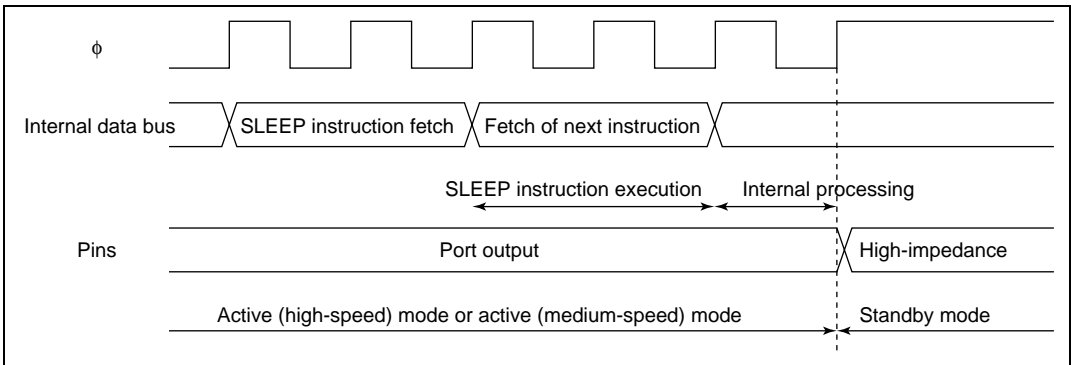 ϕ
Internal data bus SLEEP instruction fetch Fetch of next instruction
SLEEP instruction execution Internal processing
Pins Port output High-impedance
Active (high-speed) mode or active (medium-speed) mode Standby mode